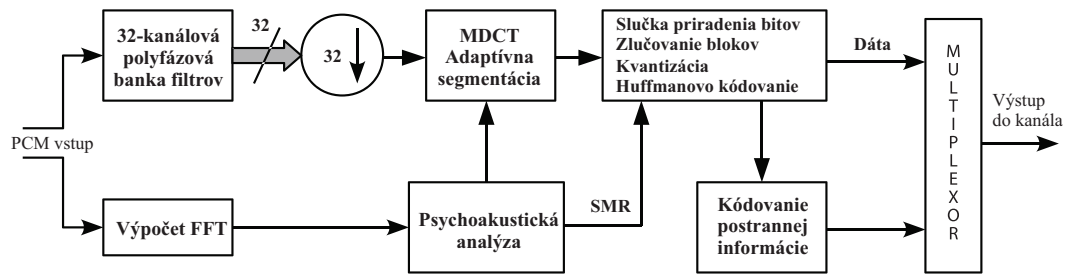 32-kanálová
polyfázová
banka filtrov
32
32
MDCT
Adaptívna
segmentácia
Slučka priradenia bitov
Zlučovanie blokov
Kvantizácia
Huffmanovo kódovanie
Dáta
MULTIPLEXOR
Výstup
do kanála
PCM vstup
Výpočet FFT
Psychoakustická
analýza
SMR
Kódovanie
postrannej
informácie